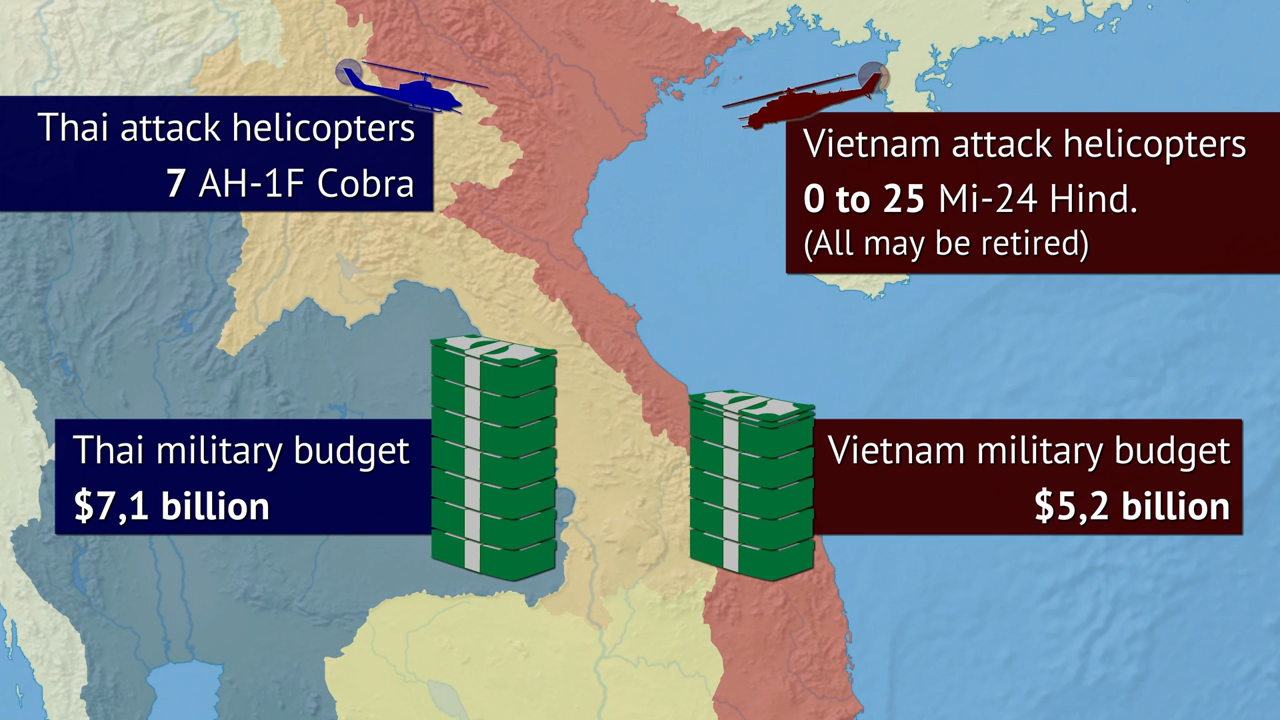 Thai attack helicopters
7 AH-1F Cobra
Vietnam attack helicopters
0 to 25 Mi-24 Hind.
(All may be retired)
Thai military budget
$7,1 billion
Vietnam military budget
$5,2 billion